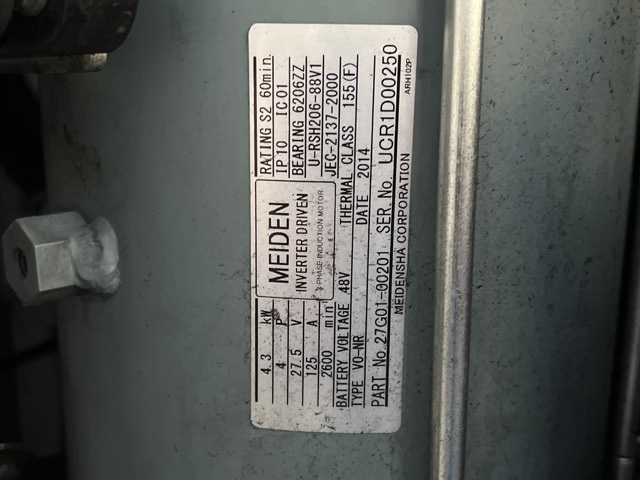 4.3 kW
4 P
27.5 V
125 A
2600 min
MEIDEN
INVERTER DRIVEN
3-PHASE INDUCTION MOTOR
RATING S2 60min.
IP10 IC01
BEARING 6206ZZ
U-RSH206-88V1
JEC-2137-2000
BATTERY VOLTAGE 48V THERMAL CLASS 155(F)
TYPE VO-NR DATE 2014
PART No. 27G01-00201 SER. No. UCR1D00250
MEIDENSHA CORPORATION
ARH102P